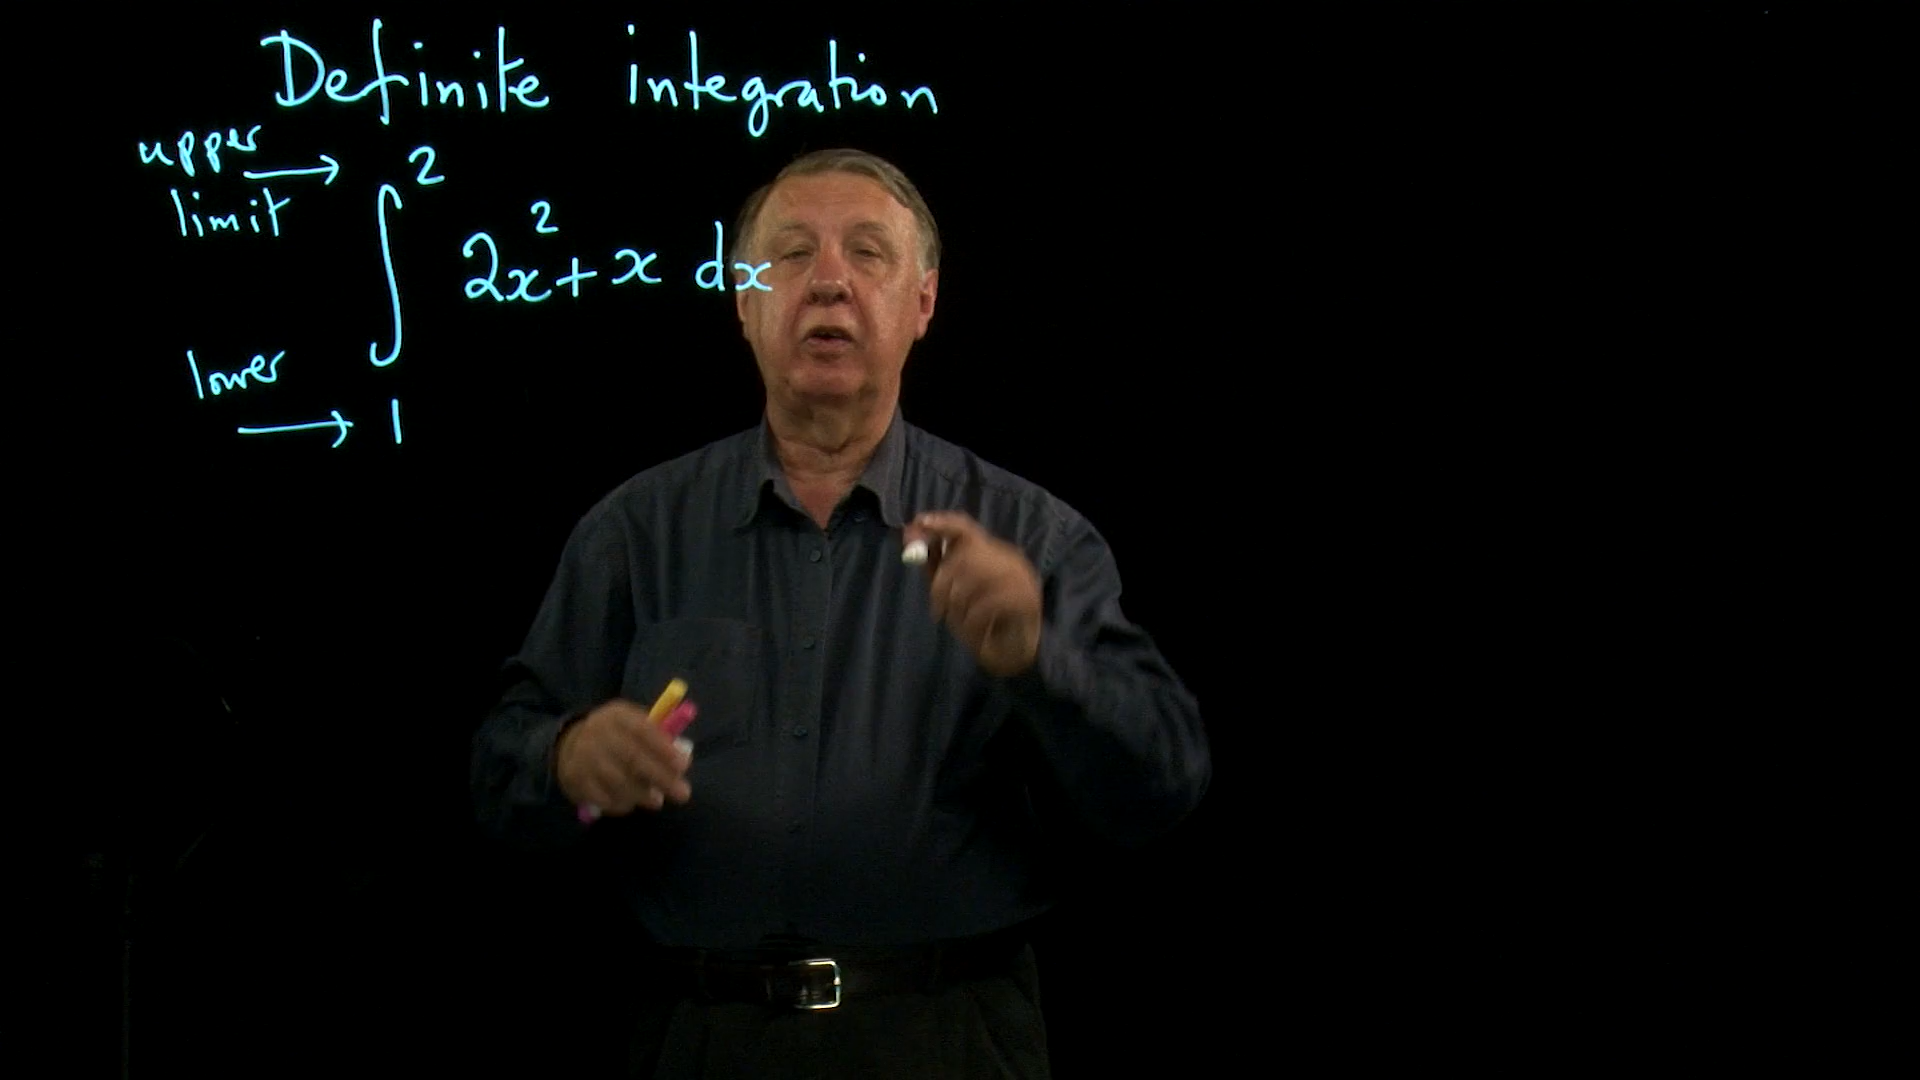 Definite integration
upper
limit
∫ 2 1 2x² + x dx
lower